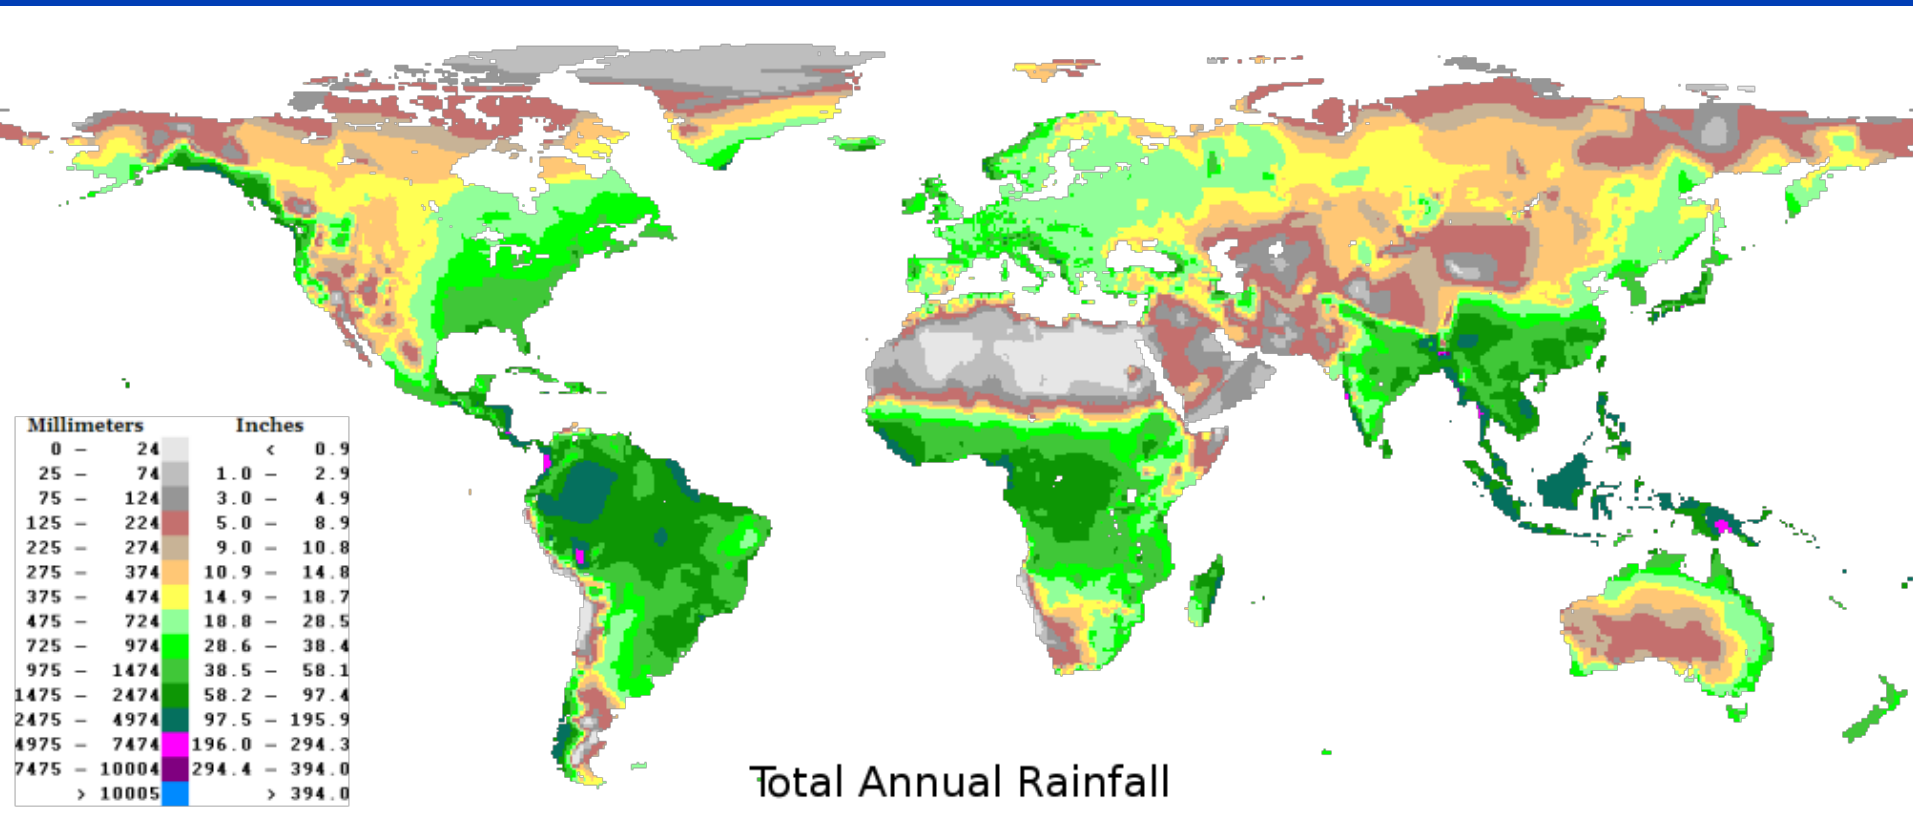 Millimeters Inches
0 – 24 < 0.9
25 – 74 1.0 – 2.9
75 – 124 3.0 – 4.9
125 – 224 5.0 – 8.9
225 – 274 9.0 – 10.8
275 – 374 10.9 – 14.8
375 – 474 14.9 – 18.7
475 – 724 18.8 – 28.5
725 – 974 28.6 – 38.4
975 – 1474 38.5 – 58.1
1475 – 2474 58.2 – 97.4
2475 – 4974 97.5 – 195.9
4975 – 7474 196.0 – 294.3
7475 – 10004 294.4 – 394.0
> 10005 > 394.0
Total Annual Rainfall